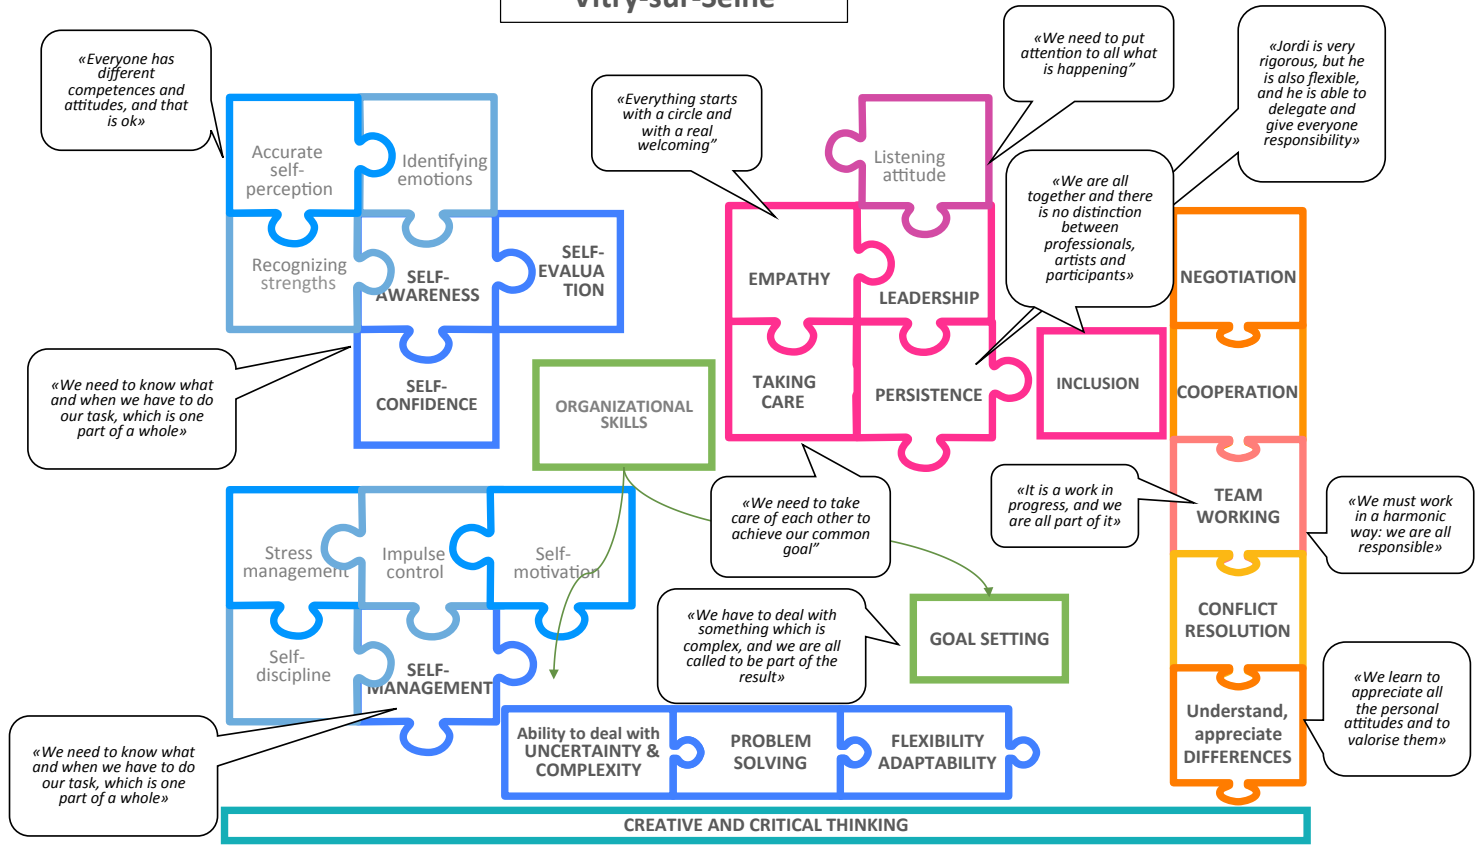 Vitry-sur-Seine
«Everyone has
different
competences and
attitudes, and that
is ok»
Accurate
self-
perception
Identifying
emotions
Recognizing
strengths
SELF-
AWARENESS
SELF-
EVALUA
TION
SELF-
CONFIDENCE
«We need to know what
and when we have to do
our task, which is one
part of a whole»
«Everything starts
with a circle and
with a real
welcoming”
«We need to put
attention to all what
is happening”
«Jordi is very
rigorous, but he
is also flexible,
and he is able to
delegate and
give everyone
responsibility»
Listening
attitude
«We are all
together and there
is no distinction
between
professionals,
artists and
participants»
EMPATHY
LEADERSHIP
TAKING
CARE
PERSISTENCE
INCLUSION
NEGOTIATION
COOPERATION
TEAM
WORKING
CONFLICT
RESOLUTION
Understand,
appreciate
DIFFERENCES
ORGANIZATIONAL
SKILLS
«We need to take
care of each other to
achieve our common
goal”
«It is a work in
progress, and we
are all part of it»
«We must work
in a harmonic
way: we are all
responsible»
Stress
management
Impulse
control
Self-
motivation
Self-
discipline
SELF-
MANAGEMENT
«We have to deal with
something which is
complex, and we are all
called to be part of the
result»
GOAL SETTING
«We learn to
appreciate all
the personal
attitudes and to
valorise them»
«We need to know what
and when we have to do
our task, which is one
part of a whole»
Ability to deal with
UNCERTAINTY &
COMPLEXITY
PROBLEM
SOLVING
FLEXIBILITY
ADAPTABILITY
CREATIVE AND CRITICAL THINKING